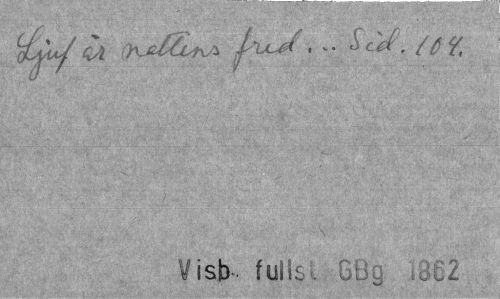 Ljuf är nattens fred... Sid. 104.
Visb. fullst GBg 1862